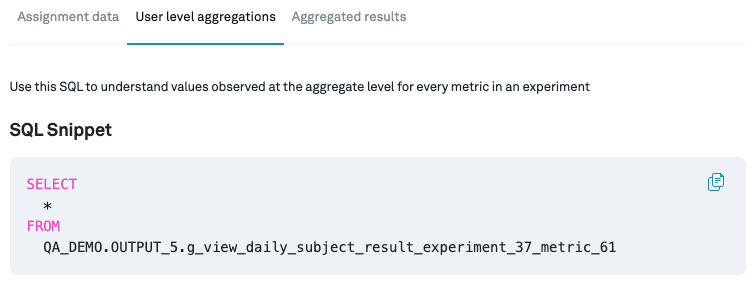 Assignment data User level aggregations Aggregated results
Use this SQL to understand values observed at the aggregate level for every metric in an experiment
SQL Snippet
SELECT
*
FROM
QA_DEMO.OUTPUT_5.g_view_daily_subject_result_experiment_37_metric_61